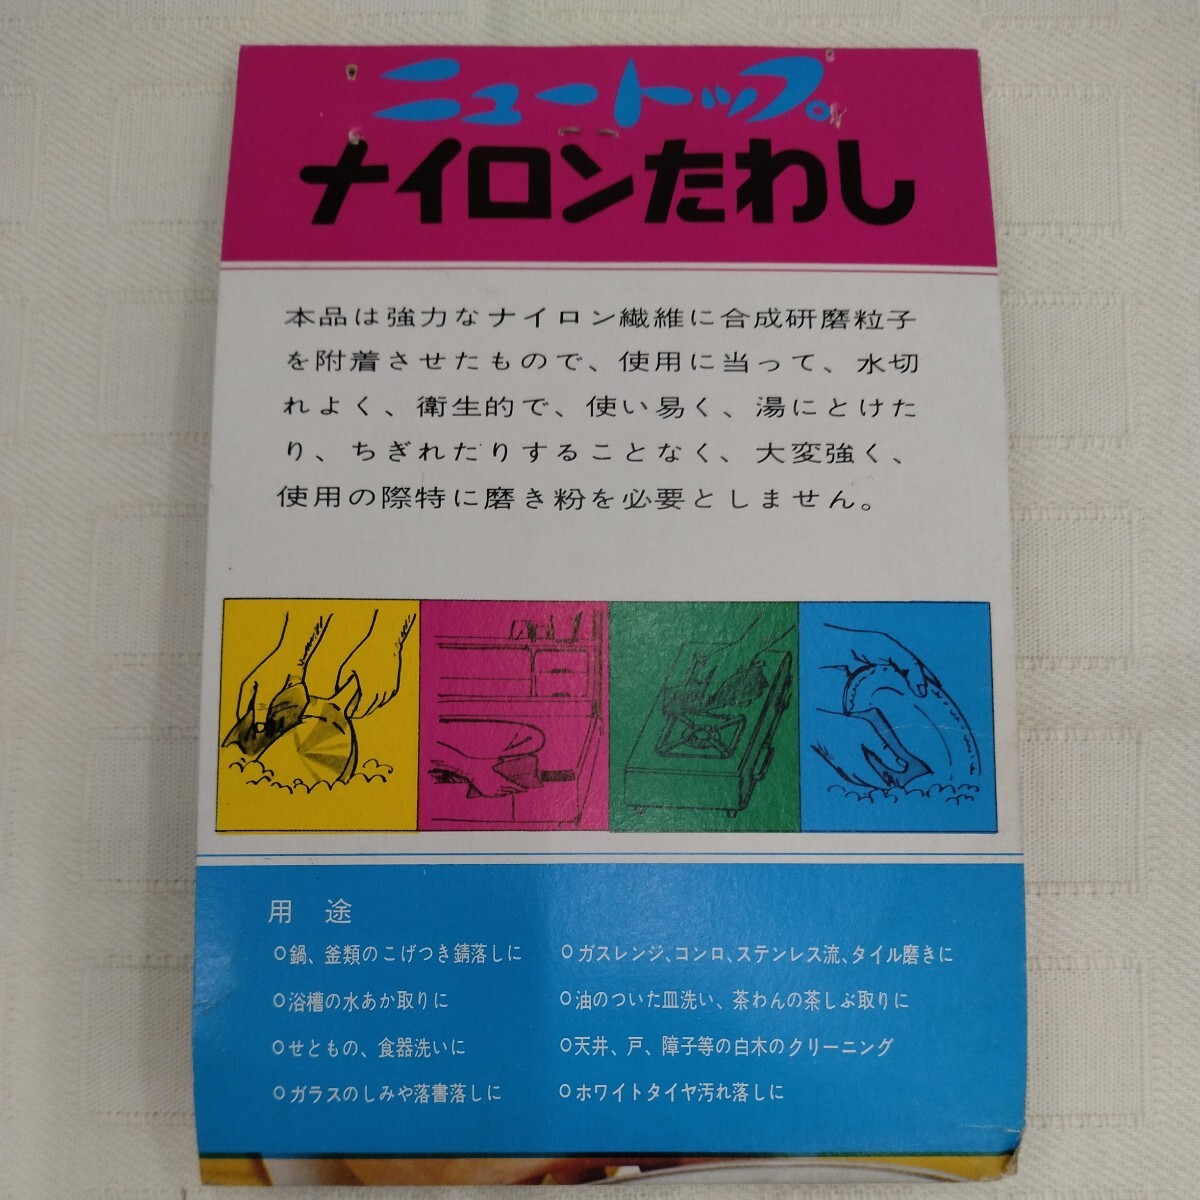 ニュートップ。
ナイロンたわし
本品は強力なナイロン繊維に合成研磨粒子
を附着させたもので、使用に当って、水切
れよく、衛生的で、使い易く、湯にとけた
り、ちぎれたりすることなく、大変強く、
使用の際特に磨き粉を必要としません。
用途
○鍋、釜類のこげつき錆落しに
○浴槽の水あか取りに
○せともの、食器洗いに
○ガラスのしみや落書落しに
○ガスレンジ、コンロ、ステンレス流、タイル磨きに
○油のついた皿洗い、茶わんの茶しぶ取りに
○天井、戸、障子等の白木のクリーニング
○ホワイトタイヤ汚れ落しに